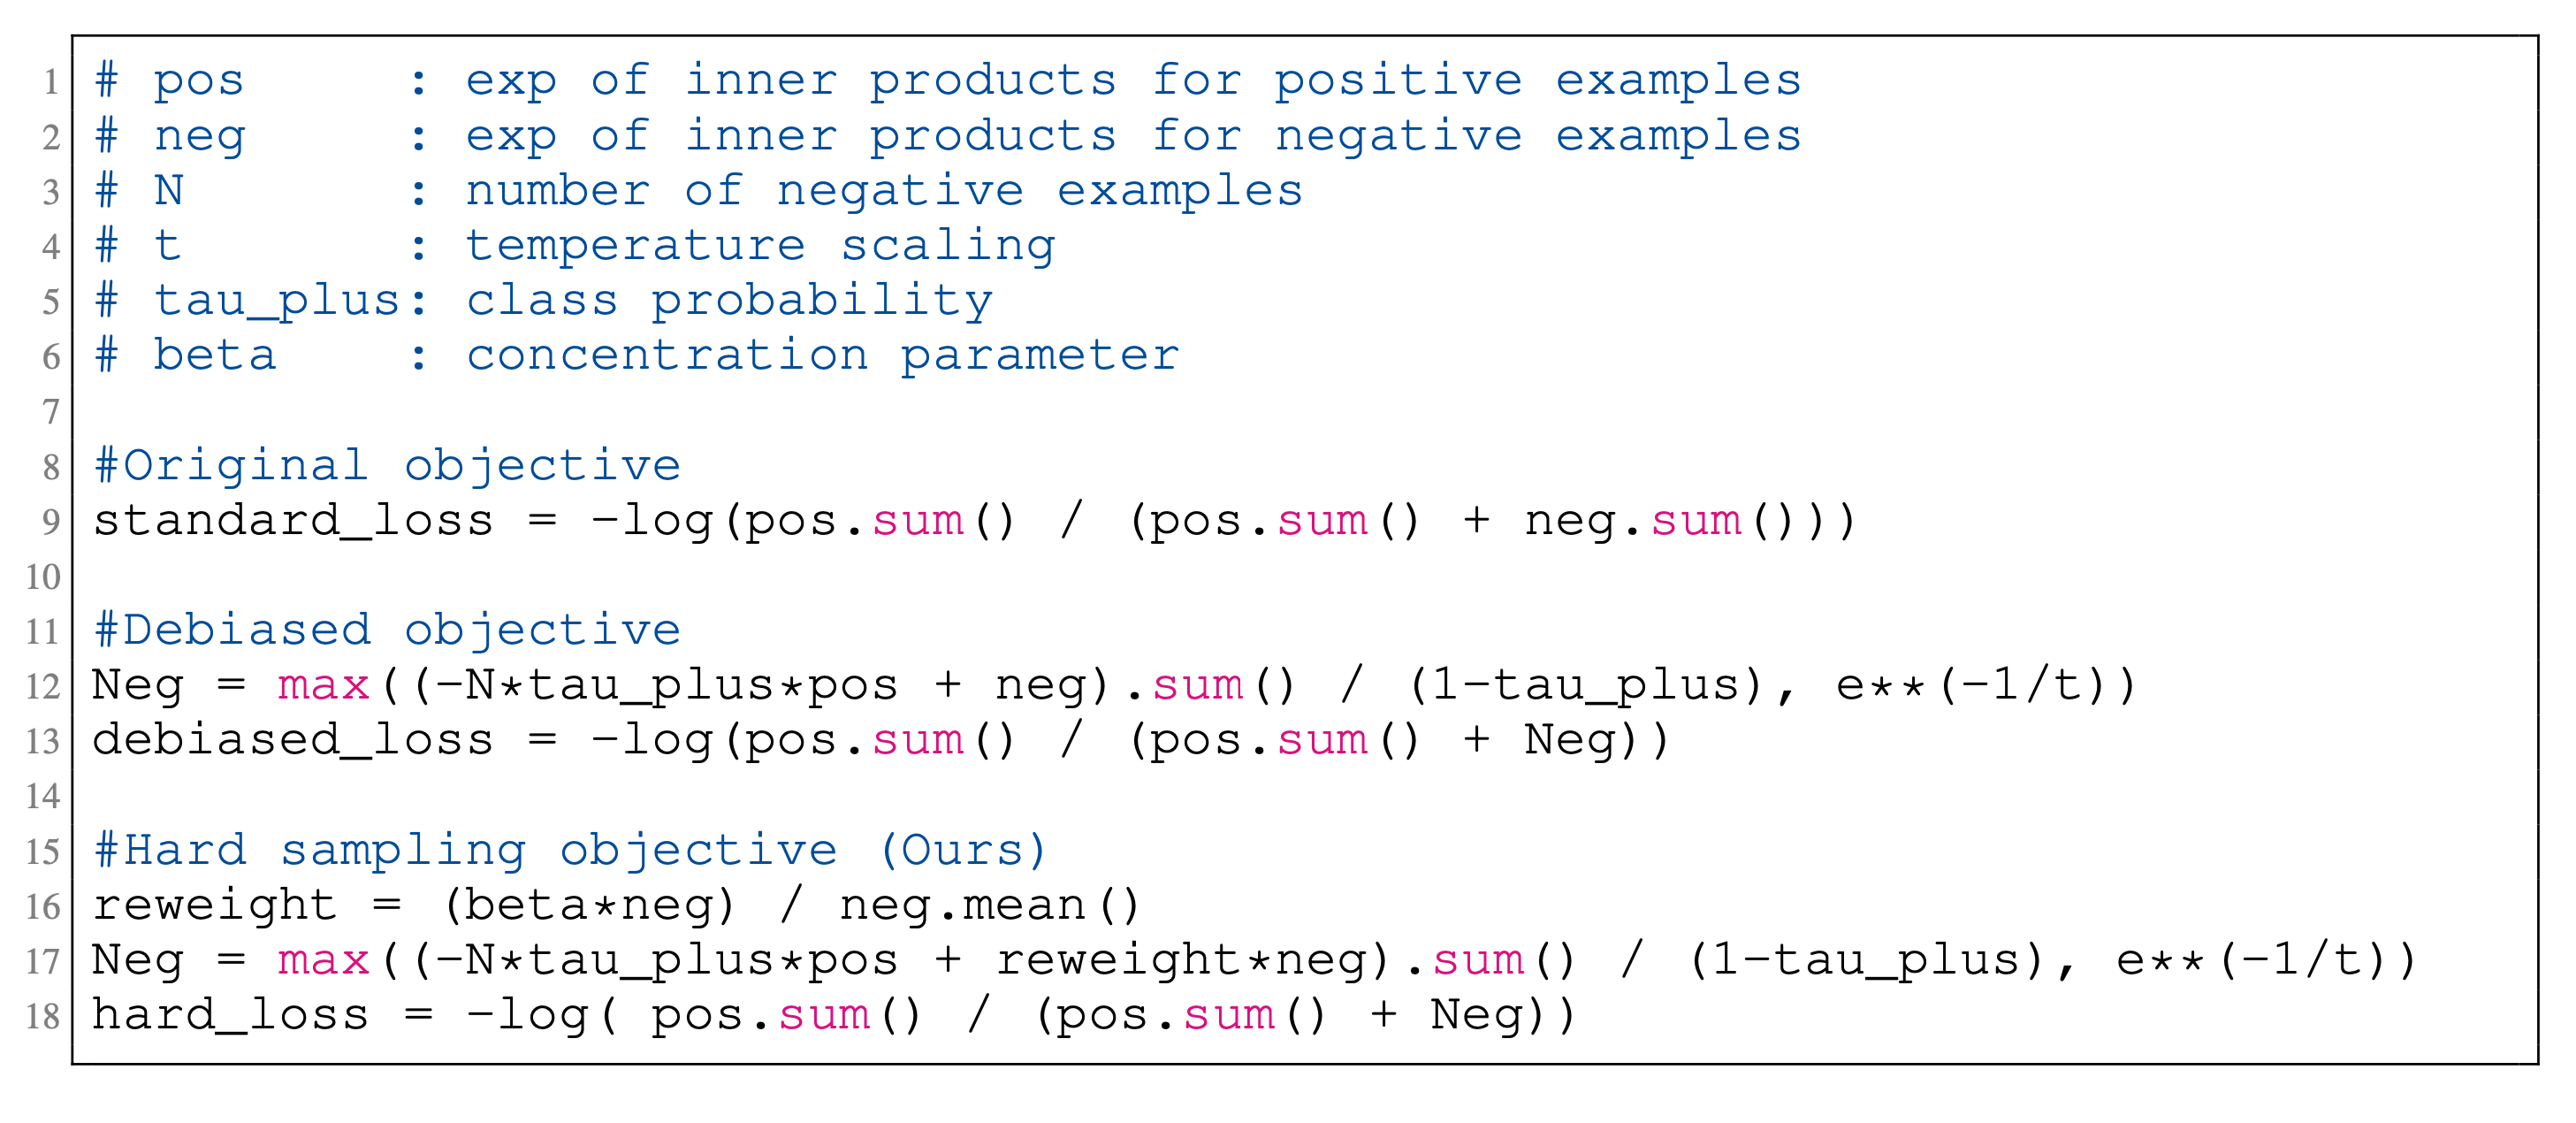 1 # pos     : exp of inner products for positive examples
2 # neg     : exp of inner products for negative examples
3 # N       : number of negative examples
4 # t       : temperature scaling
5 # tau_plus: class probability
6 # beta    : concentration parameter
7
8 #Original objective
9 standard_loss = -log(pos.sum() / (pos.sum() + neg.sum()))
10
11 #Debiased objective
12 Neg = max((-N*tau_plus*pos + neg).sum() / (1-tau_plus), e**(-1/t))
13 debiased_loss = -log(pos.sum() / (pos.sum() + Neg))
14
15 #Hard sampling objective (Ours)
16 reweight = (beta*neg) / neg.mean()
17 Neg = max((-N*tau_plus*pos + reweight*neg).sum() / (1-tau_plus), e**(-1/t))
18 hard_loss = -log( pos.sum() / (pos.sum() + Neg))